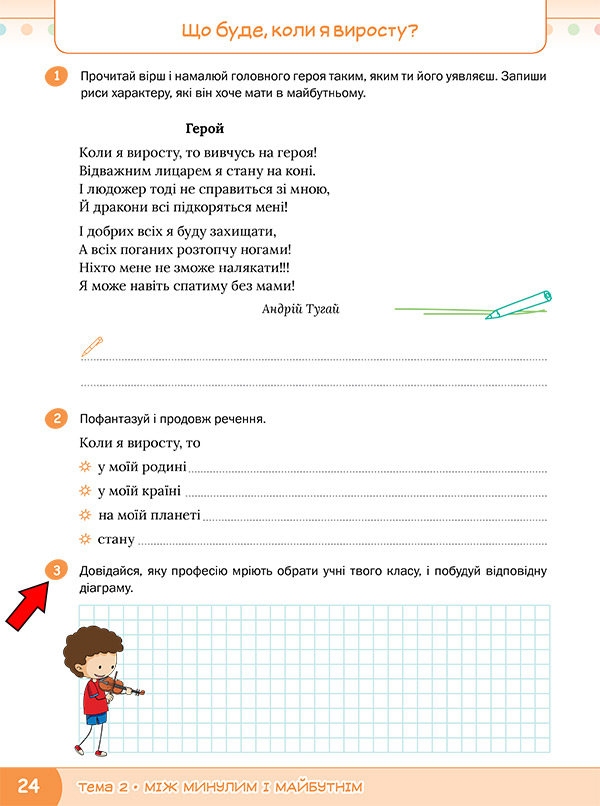 Що буде, коли я виросту?
1 Прочитай вірш і намалюй головного героя таким, яким ти його уявляєш. Запиши
риси характеру, які він хоче мати в майбутньому.
Герой
Коли я виросту, то вивчусь на героя!
Відважним лицарем я стану на коні.
І людожер тоді не справиться зі мною,
Й дракони всі підкоряться мені!
І добрих всіх я буду захищати,
А всіх поганих розтопчу ногами!
Ніхто мене не зможе налякати!!!
Я може навіть спатиму без мами!
Андрій Тугай
2 Пофантазуй і продовж речення.
Коли я виросту, то
у моїй родині
у моїй країні
на моїй планеті
стану
3 Довідайся, яку професію мріють обрати учні твого класу, і побудуй відповідну
діаграму.
24 Тема 2 • МІЖ МИНУЛИМ І МАЙБУТНІМ